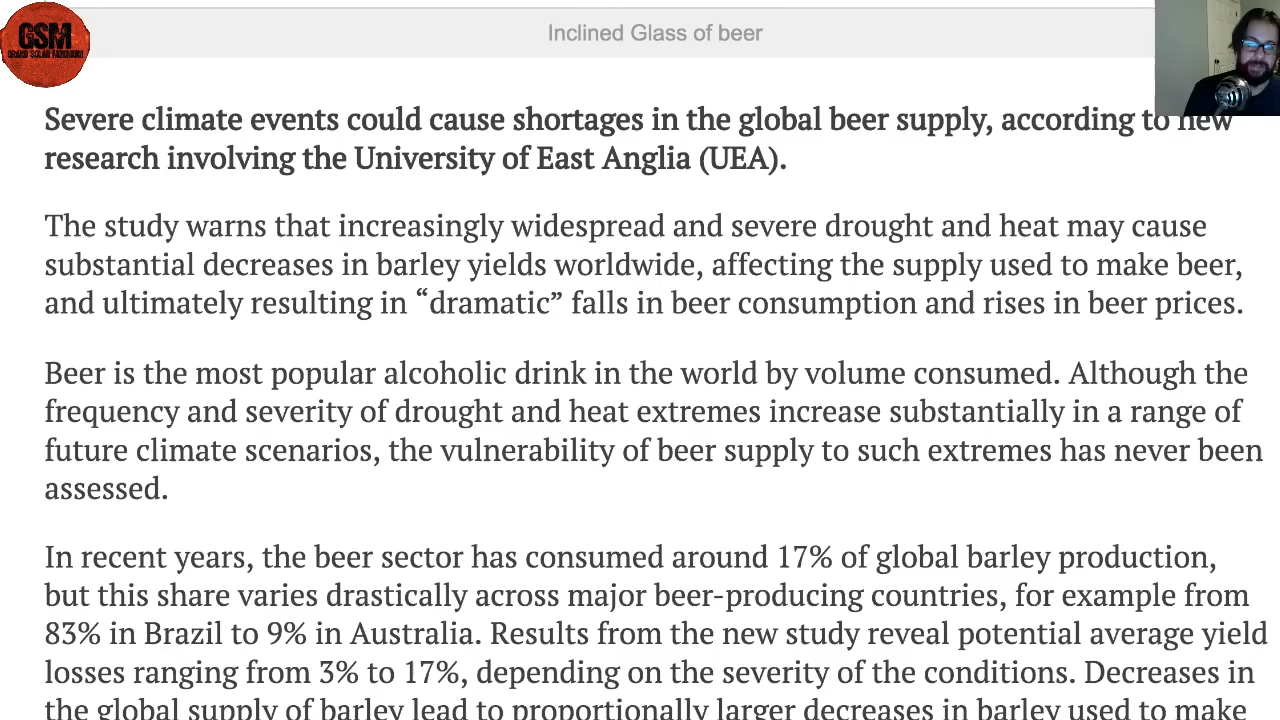 GSM
GRAND SOLAR MINIMUM
Inclined Glass of beer
Severe climate events could cause shortages in the global beer supply, according to new
research involving the University of East Anglia (UEA).
The study warns that increasingly widespread and severe drought and heat may cause
substantial decreases in barley yields worldwide, affecting the supply used to make beer,
and ultimately resulting in “dramatic” falls in beer consumption and rises in beer prices.
Beer is the most popular alcoholic drink in the world by volume consumed. Although the
frequency and severity of drought and heat extremes increase substantially in a range of
future climate scenarios, the vulnerability of beer supply to such extremes has never been
assessed.
In recent years, the beer sector has consumed around 17% of global barley production,
but this share varies drastically across major beer-producing countries, for example from
83% in Brazil to 9% in Australia. Results from the new study reveal potential average yield
losses ranging from 3% to 17%, depending on the severity of the conditions. Decreases in
the global supply of barley lead to proportionally larger decreases in barley used to make